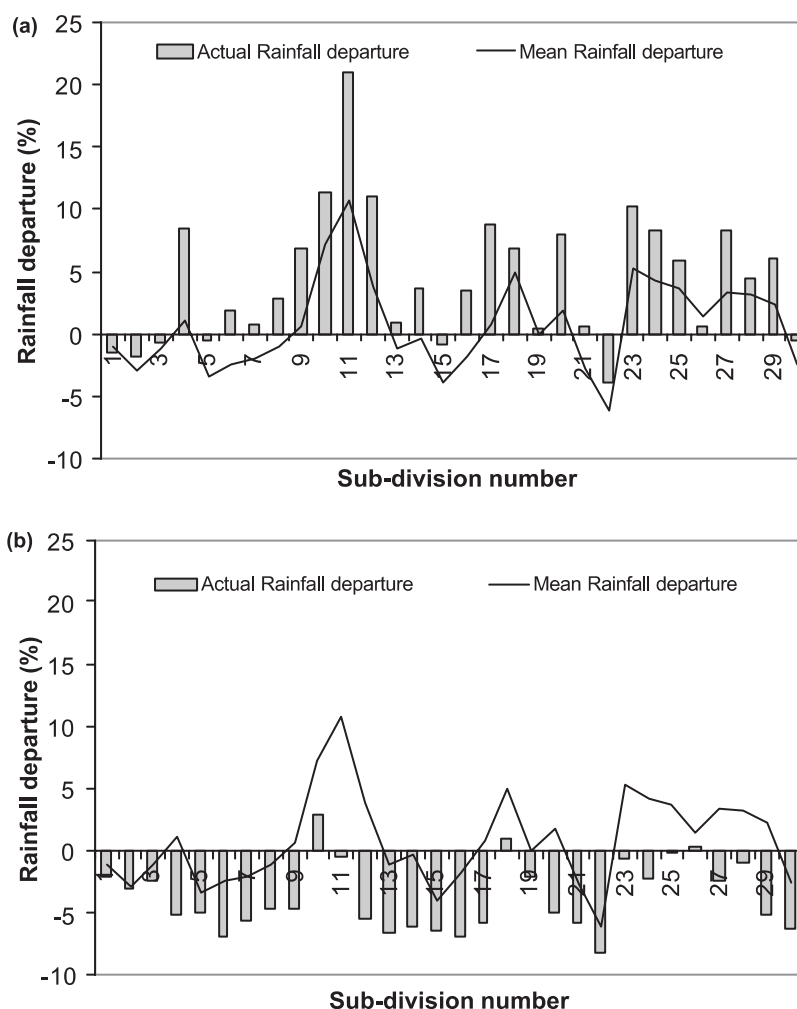 (a)
25
20
15
10
5
0
-5
-10
Rainfall departure (%)
Actual Rainfall departure
Mean Rainfall departure
1 3 5 7 9 11 13 15 17 19 21 23 25 27 29
Sub-division number
(b)
25
20
15
10
5
0
-5
-10
Rainfall departure (%)
Actual Rainfall departure
Mean Rainfall departure
1 3 5 7 9 11 13 15 17 19 21 23 25 27 29
Sub-division number